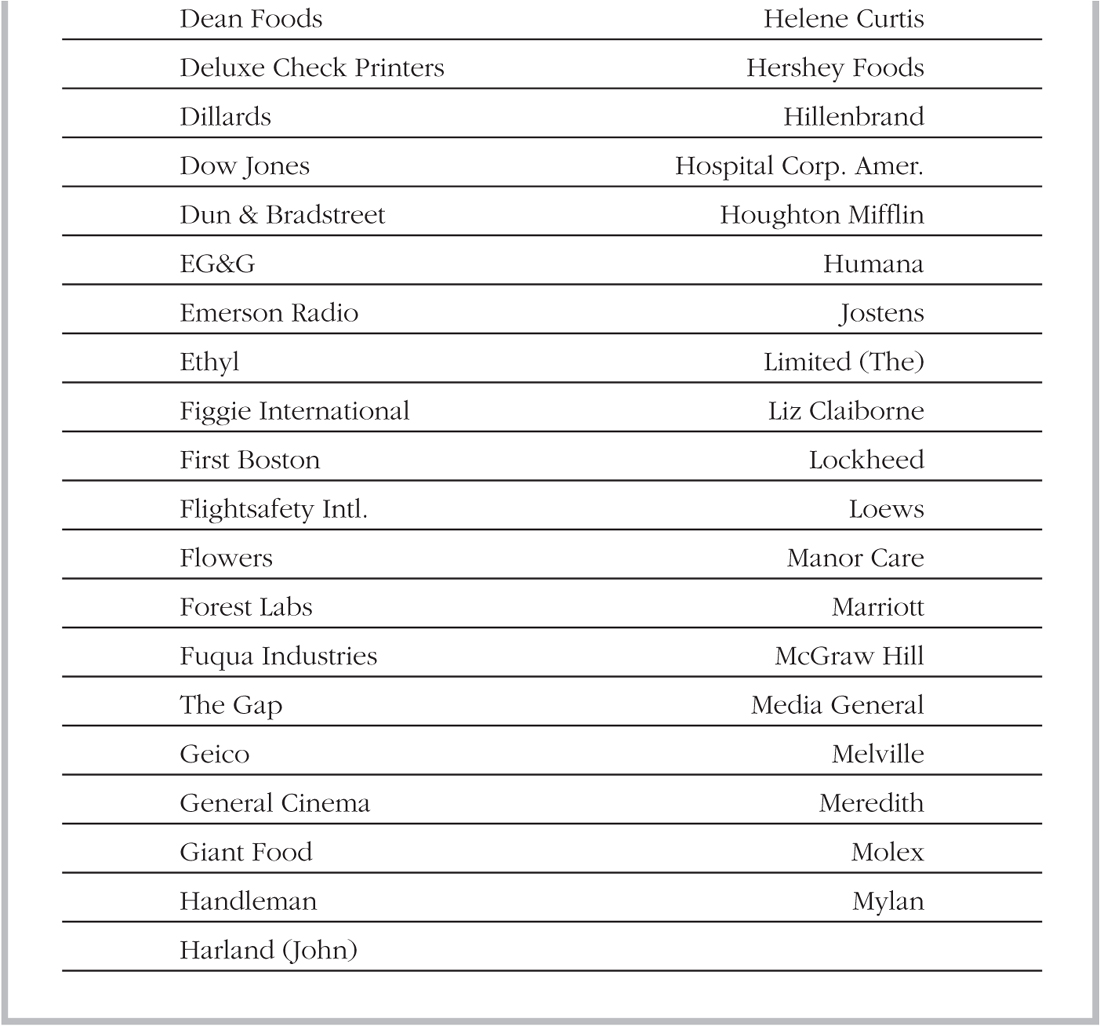 Dean Foods Helene Curtis
Deluxe Check Printers Hershey Foods
Dillards Hillenbrand
Dow Jones Hospital Corp. Amer.
Dun & Bradstreet Houghton Mifflin
EG&G Humana
Emerson Radio Jostens
Ethyl Limited (The)
Figgie International Liz Claiborne
First Boston Lockheed
Flightsafety Intl. Loews
Flowers Manor Care
Forest Labs Marriott
Fuqua Industries McGraw Hill
The Gap Media General
Geico Melville
General Cinema Meredith
Giant Food Molex
Handleman Mylan
Harland (John)